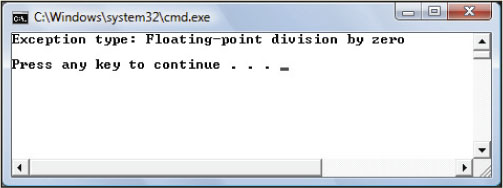 C:\Windows\system32\cmd.exe
Exception type: Floating-point division by zero
Press any key to continue . . . _